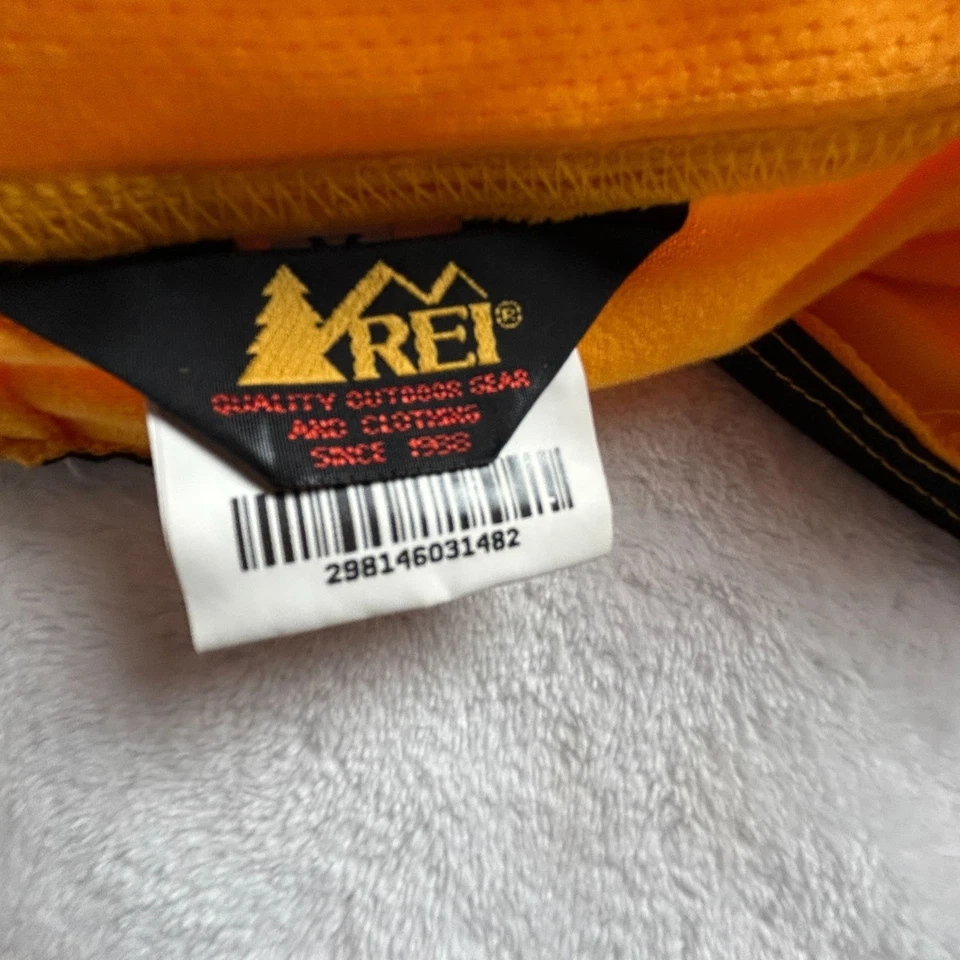 REI®
QUALITY OUTDOOR GEAR
AND CLOTHING
SINCE 1938
298146031482